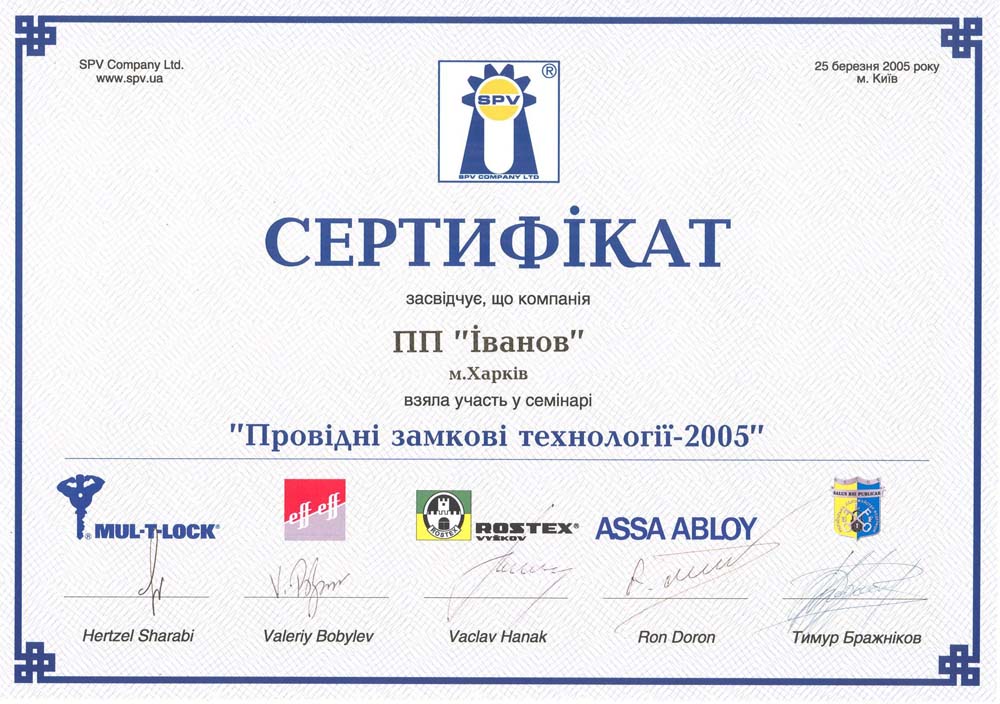 SPV Company Ltd.
www.spv.ua
25 березня 2005 року
м. Київ
®
SPV
SPV COMPANY LTD
СЕРТИФІКАТ
засвідчує, що компанія
ПП "Іванов"
м.Харків
взяла участь у семінарі
"Провідні замкові технології-2005"
MUL-T-LOCK®
eff eff
ROSTEX
ROSTEX®
VYŠKOV
ASSA ABLOY
SALUS REI PUBLICAE
V. Bobylev
Hertzel Sharabi
Valeriy Bobylev
Vaclav Hanak
Ron Doron
Тимур Бражніков